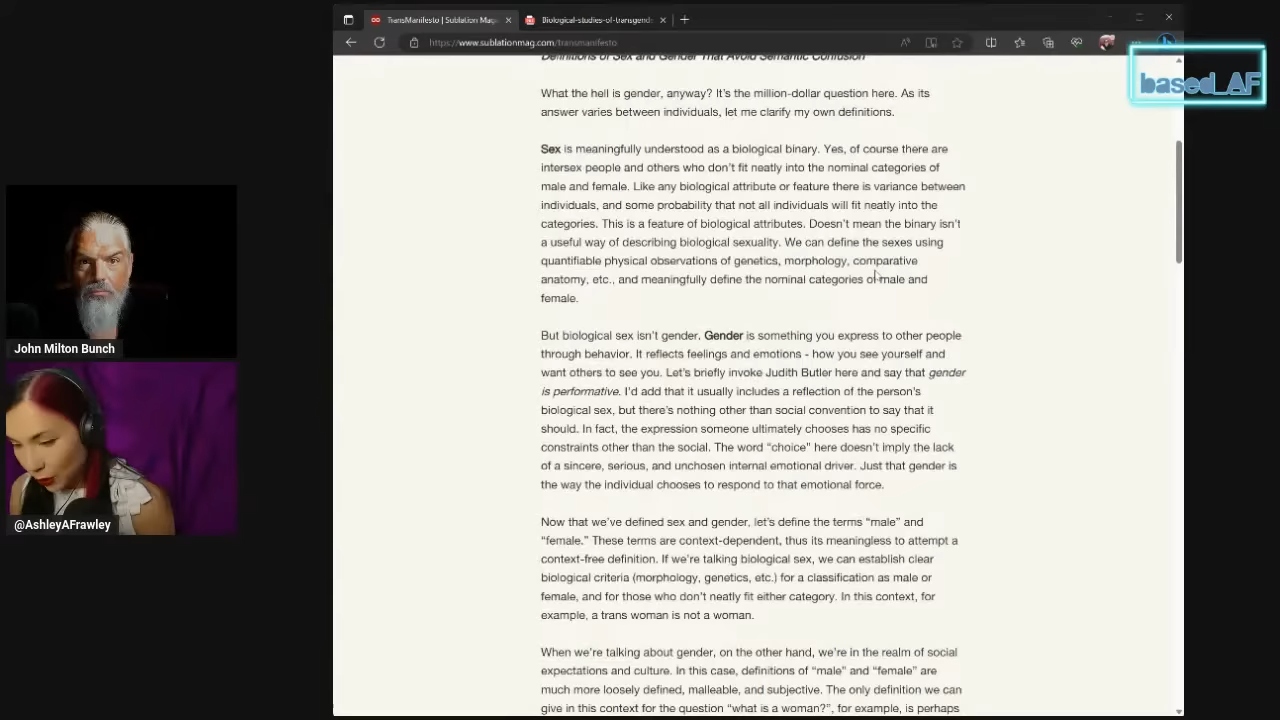 TransManifesto | Sublation Mag
Biological-studies-of-transgend
https://www.sublationmag.com/transmanifesto
based_AF
Definitions of Sex and Gender That Avoid Semantic Confusion
What the hell is gender, anyway? It's the million-dollar question here. As its
answer varies between individuals, let me clarify my own definitions.
Sex is meaningfully understood as a biological binary. Yes, of course there are
intersex people and others who don't fit neatly into the nominal categories of
male and female. Like any biological attribute or feature there is variance between
individuals, and some probability that not all individuals will fit neatly into the
categories. This is a feature of biological attributes. Doesn't mean the binary isn't
a useful way of describing biological sexuality. We can define the sexes using
quantifiable physical observations of genetics, morphology, comparative
anatomy, etc., and meaningfully define the nominal categories of male and
female.
But biological sex isn't gender. Gender is something you express to other people
through behavior. It reflects feelings and emotions - how you see yourself and
want others to see you. Let's briefly invoke Judith Butler here and say that gender
is performative. I'd add that it usually includes a reflection of the person's
biological sex, but there's nothing other than social convention to say that it
should. In fact, the expression someone ultimately chooses has no specific
constraints other than the social. The word "choice" here doesn't imply the lack
of a sincere, serious, and unchosen internal emotional driver. Just that gender is
the way the individual chooses to respond to that emotional force.
Now that we've defined sex and gender, let's define the terms "male" and
"female." These terms are context-dependent, thus its meaningless to attempt a
context-free definition. If we're talking biological sex, we can establish clear
biological criteria (morphology, genetics, etc.) for a classification as male or
female, and for those who don't neatly fit either category. In this context, for
example, a trans woman is not a woman.
When we're talking about gender, on the other hand, we're in the realm of social
expectations and culture. In this case, definitions of "male" and "female" are
much more loosely defined, malleable, and subjective. The only definition we can
give in this context for the question "what is a woman?", for example, is perhaps
John Milton Bunch
@AshleyAFrawley